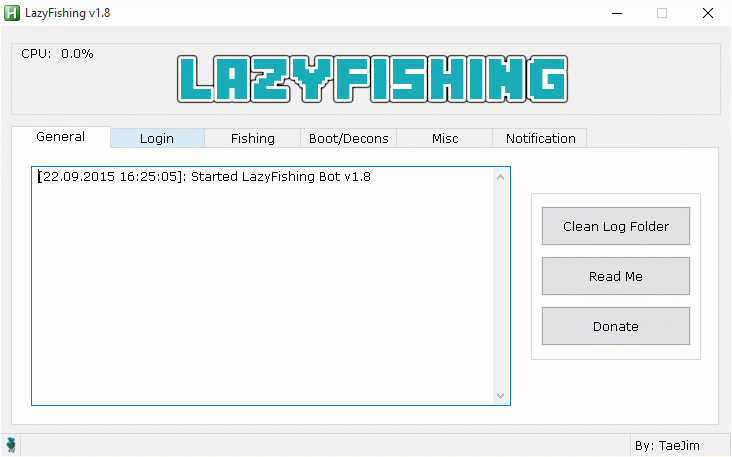 LazyFishing v1.8
CPU: 0.0%
LAZYFISHING
General Login Fishing Boot/Decons Misc Notification
[22.09.2015 16:25:05]: Started LazyFishing Bot v1.8
Clean Log Folder
Read Me
Donate
By: TaeJim